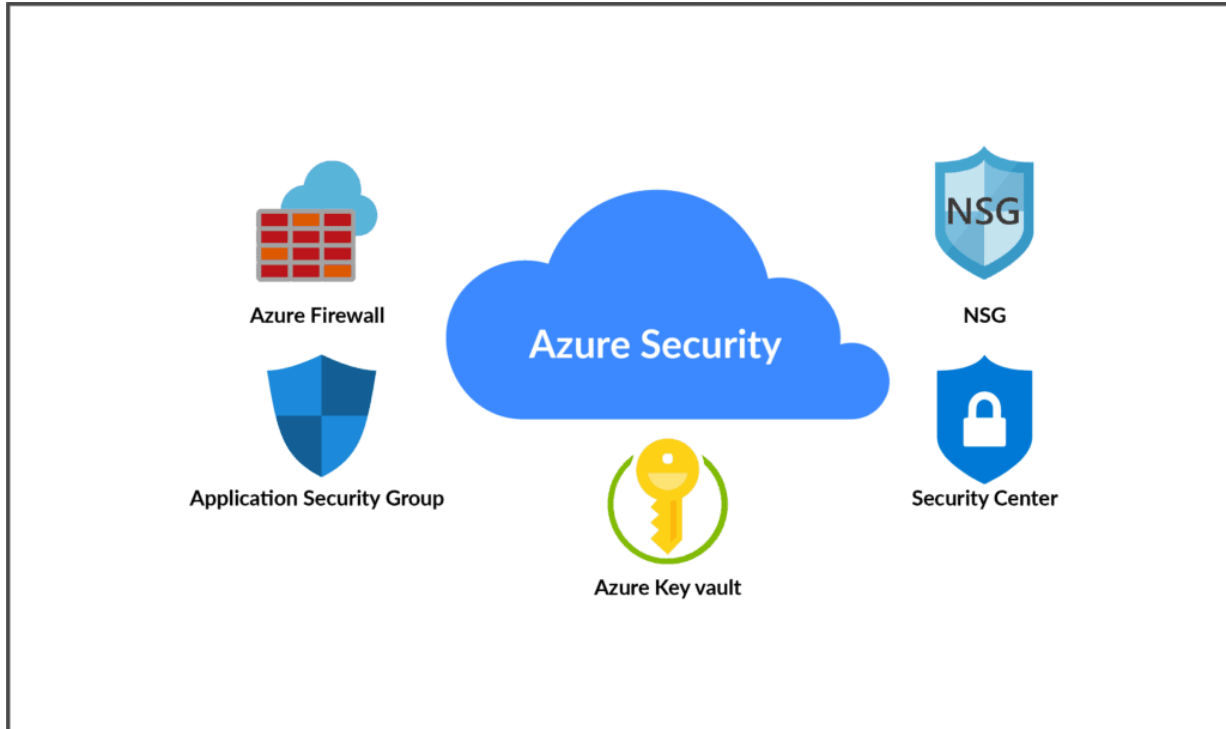 NSG
Azure Firewall
NSG
Azure Security
Application Security Group
Security Center
Azure Key vault